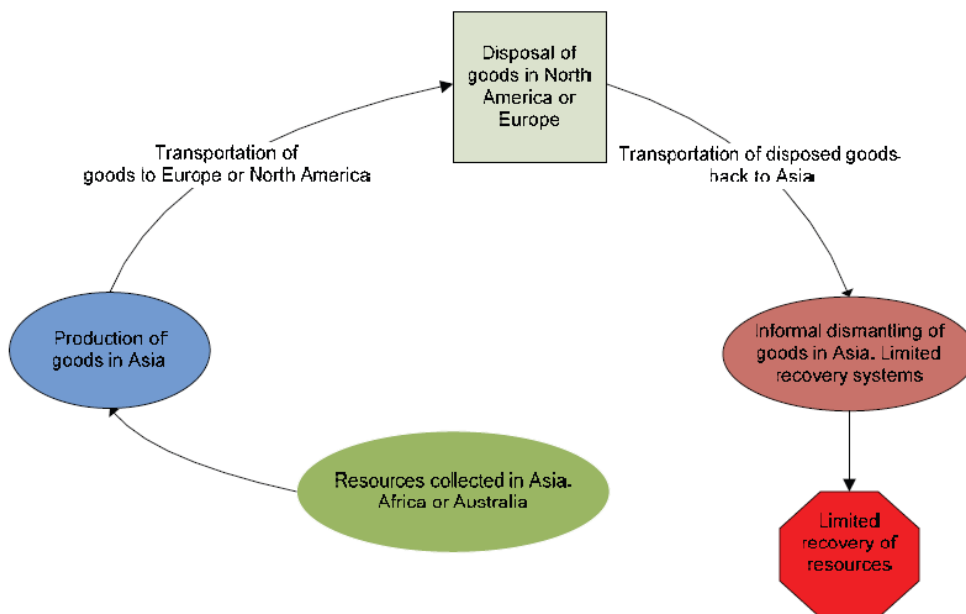 Disposal of
goods in North
America or
Europe
Transportation of
goods to Europe or North America
Transportation of disposed goods
back to Asia
Production of
goods in Asia
Informal dismantling of
goods in Asia. Limited
recovery systems
Resources collected in Asia.
Africa or Australia
Limited
recovery of
resources